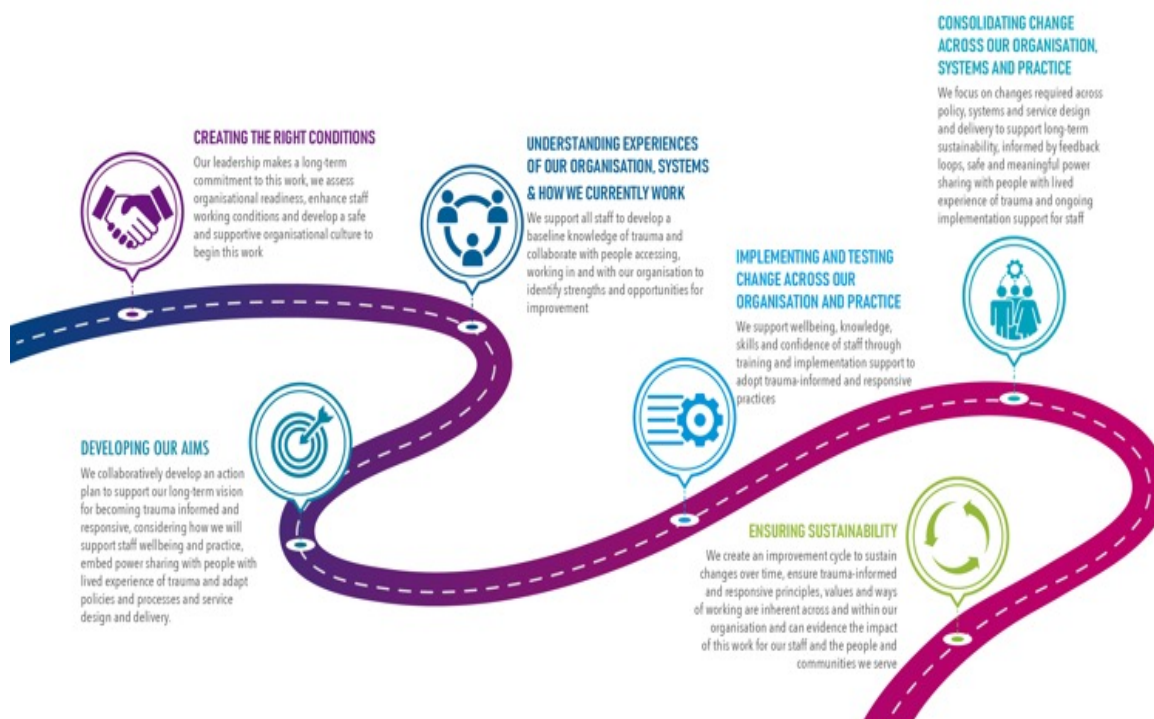 CREATING THE RIGHT CONDITIONS
Our leadership makes a long-term
commitment to this work, we assess
organisational readiness, enhance staff
working conditions and develop a safe
and supportive organisational culture to
begin this work
UNDERSTANDING EXPERIENCES
OF OUR ORGANISATION, SYSTEMS
& HOW WE CURRENTLY WORK
We support all staff to develop a
baseline knowledge of trauma and
collaborate with people accessing,
working in and with our organisation to
identify strengths and opportunities for
improvement
DEVELOPING OUR AIMS
We collaboratively develop an action
plan to support our long-term vision
for becoming trauma informed and
responsive, considering how we will
support staff wellbeing and practice,
embed power sharing with people with
lived experience of trauma and adapt
policies and processes and service
design and delivery.
IMPLEMENTING AND TESTING
CHANGE ACROSS OUR
ORGANISATION AND PRACTICE
We support wellbeing, knowledge,
skills and confidence of staff through
training and implementation support to
adopt trauma-informed and responsive
practices
CONSOLIDATING CHANGE
ACROSS OUR ORGANISATION,
SYSTEMS AND PRACTICE
We focus on changes required across
policy, systems and service design
and delivery to support long-term
sustainability, informed by feedback
loops, safe and meaningful power
sharing with people with lived
experience of trauma and ongoing
implementation support for staff
ENSURING SUSTAINABILITY
We create an improvement cycle to sustain
changes over time, ensure trauma-informed
and responsive principles, values and ways
of working are inherent across and within our
organisation and can evidence the impact
of this work for our staff and the people and
communities we serve